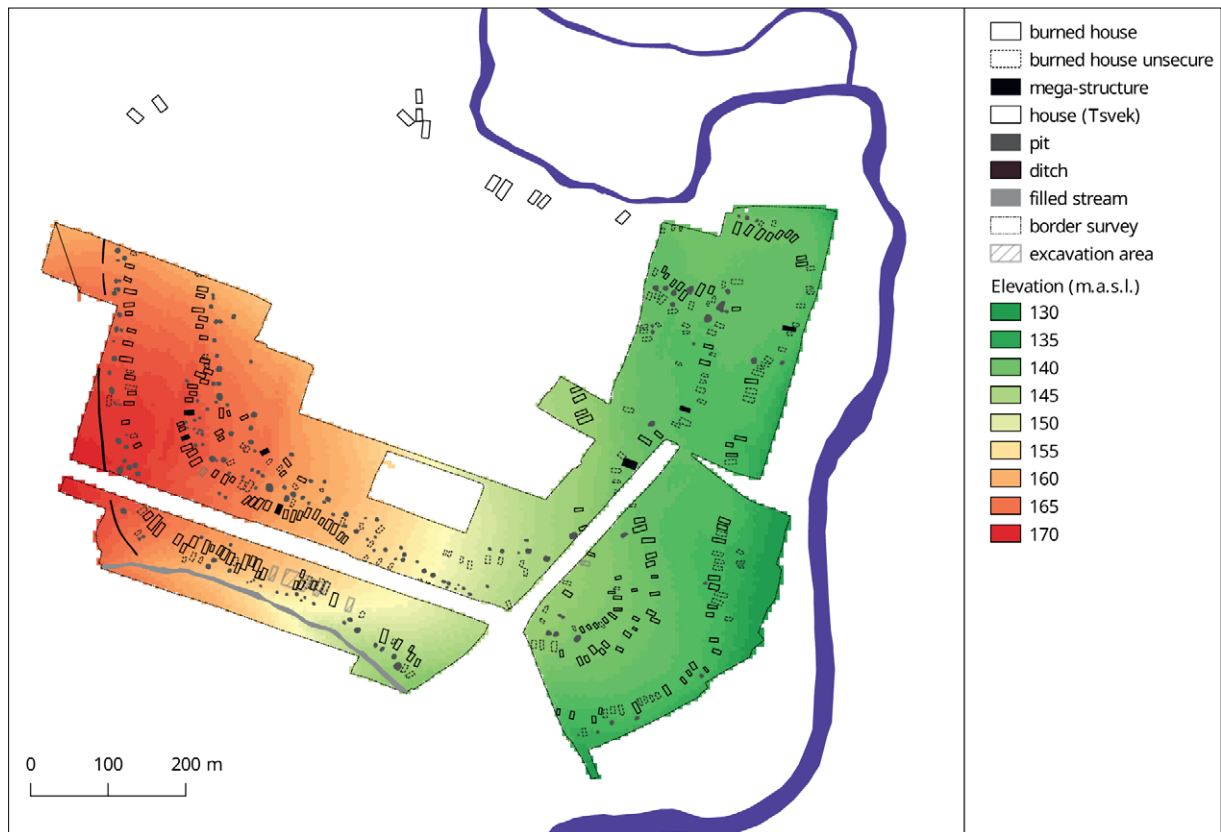 burned house
burned house unsecure
mega-structure
house (Tsvek)
pit
ditch
filled stream
border survey
excavation area
Elevation (m.a.s.l.)
130
135
140
145
150
155
160
165
170
0 100 200 m